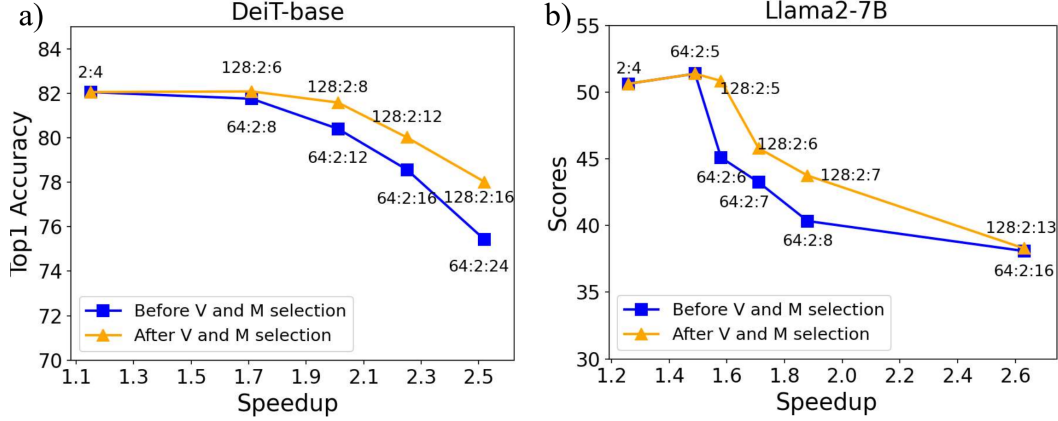 a)
DeiT-base
Top1 Accuracy
84
82
80
78
76
74
72
70
2:4
128:2:6
128:2:8
128:2:12
128:2:16
64:2:8
64:2:12
64:2:16
64:2:24
Before V and M selection
After V and M selection
1.1 1.3 1.5 1.7 1.9 2.1 2.3 2.5
Speedup
b)
Llama2-7B
Scores
55
50
45
40
35
30
2:4
64:2:5
128:2:5
128:2:6
128:2:7
128:2:13
64:2:6
64:2:7
64:2:8
64:2:16
Before V and M selection
After V and M selection
1.2 1.4 1.6 1.8 2.0 2.2 2.4 2.6
Speedup